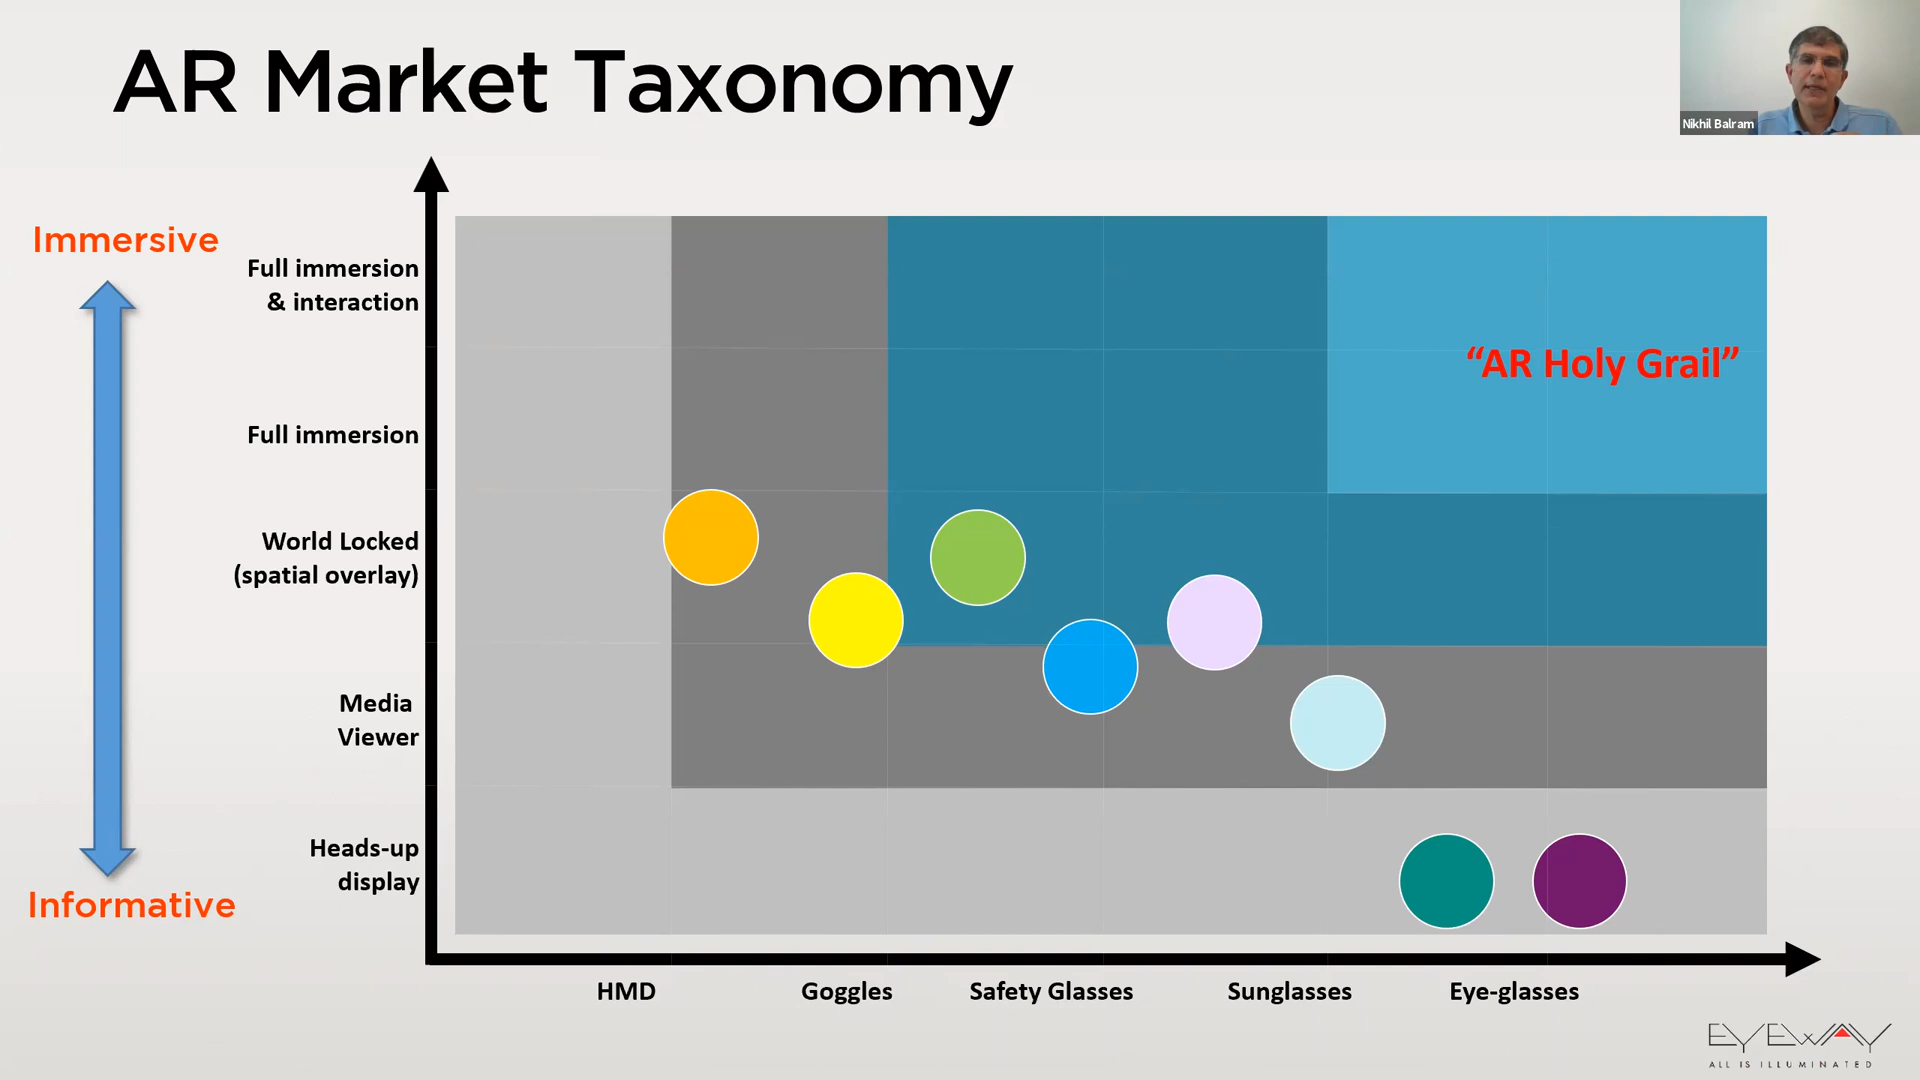 AR Market Taxonomy
Nikhil Balram
Immersive
Full immersion
& interaction
"AR Holy Grail"
Full immersion
World Locked
(spatial overlay)
Media
Viewer
Heads-up
display
Informative
HMD
Goggles
Safety Glasses
Sunglasses
Eye-glasses
EYEWAY
ALL IS ILLUMINATED